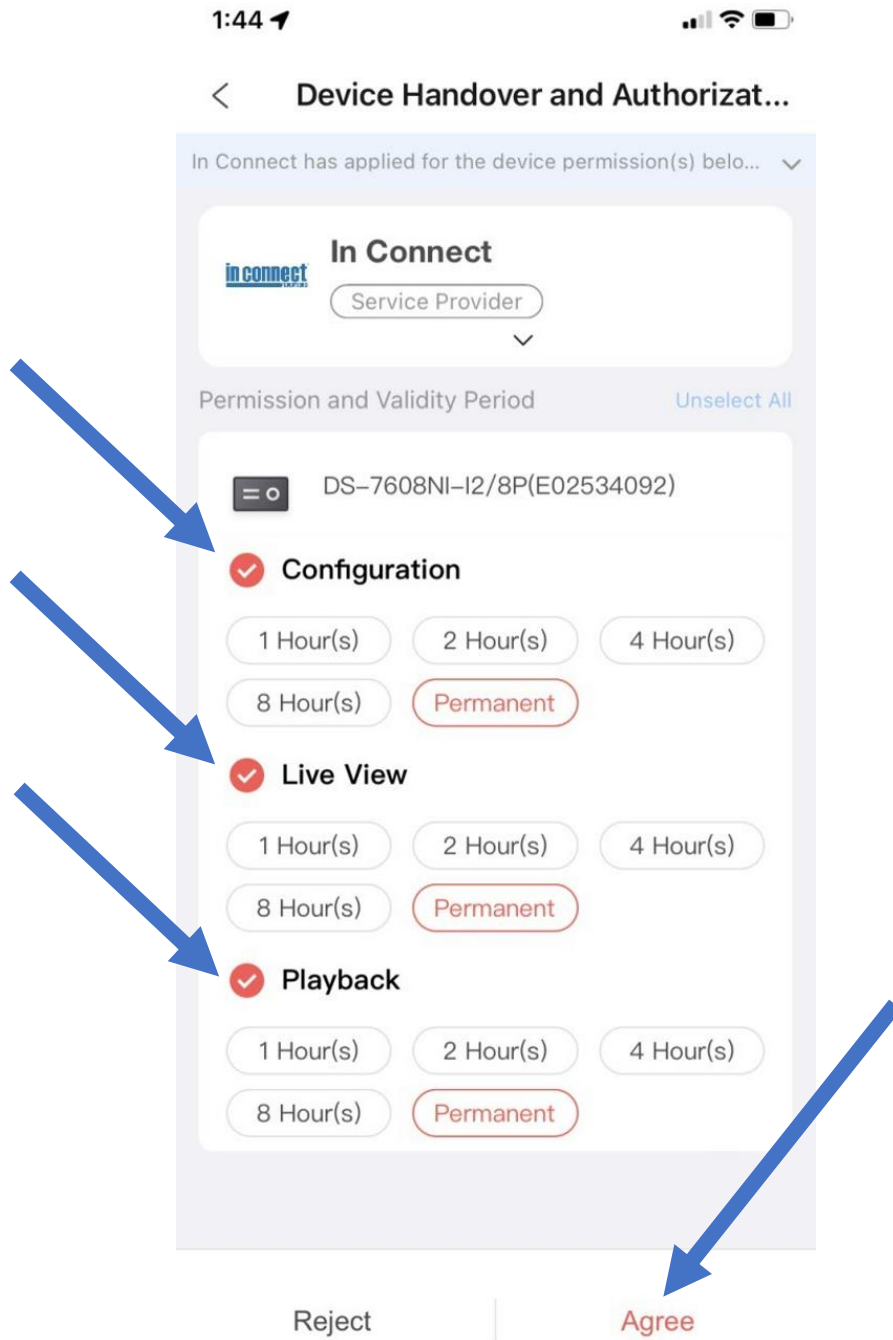 1:44
Device Handover and Authorizat...
In Connect has applied for the device permission(s) belo...
in connect
In Connect
Service Provider
Permission and Validity Period Unselect All
DS-7608NI-I2/8P(E02534092)
Configuration
1 Hour(s) 2 Hour(s) 4 Hour(s)
8 Hour(s) Permanent
Live View
1 Hour(s) 2 Hour(s) 4 Hour(s)
8 Hour(s) Permanent
Playback
1 Hour(s) 2 Hour(s) 4 Hour(s)
8 Hour(s) Permanent
Reject Agree